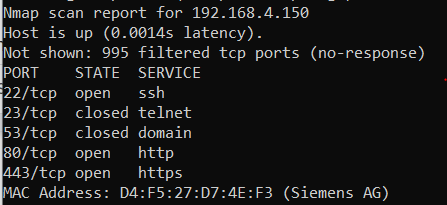 Nmap scan report for 192.168.4.150
Host is up (0.0014s latency).
Not shown: 995 filtered tcp ports (no-response)
PORT    STATE  SERVICE
22/tcp  open   ssh
23/tcp  closed telnet
53/tcp  closed domain
80/tcp  open   http
443/tcp open   https
MAC Address: D4:F5:27:D7:4E:F3 (Siemens AG)